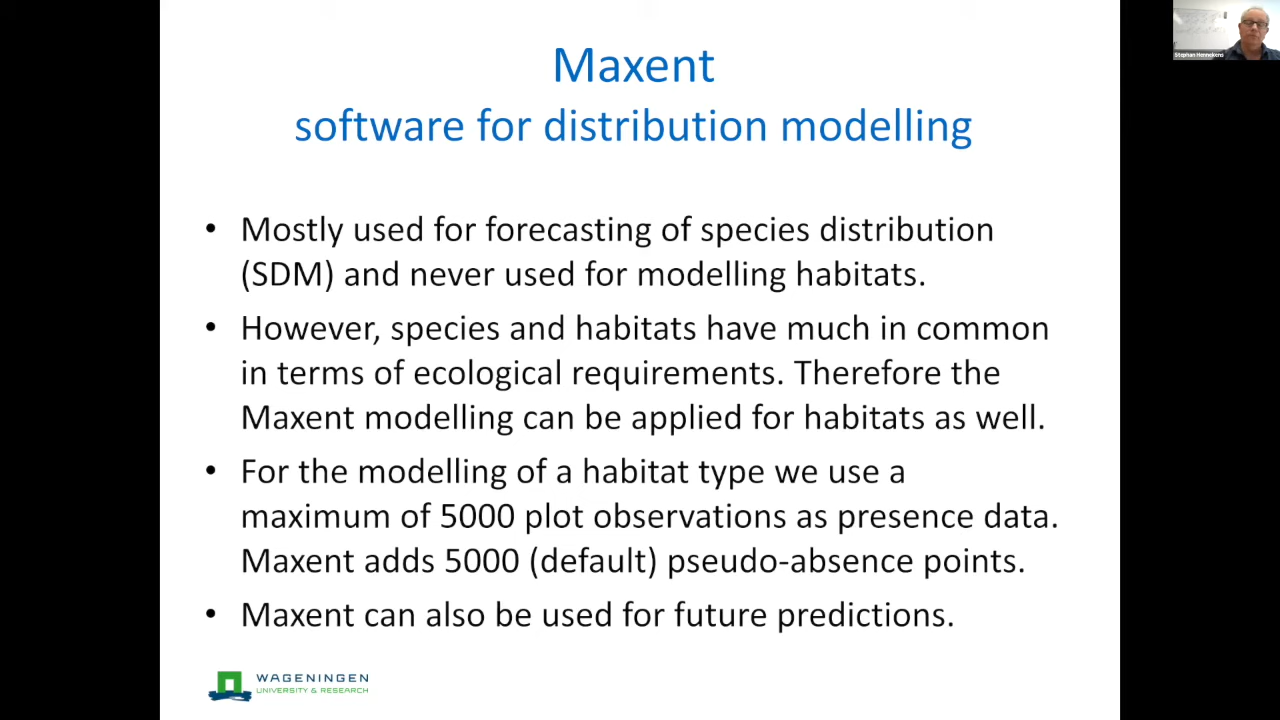 Maxent
software for distribution modelling
• Mostly used for forecasting of species distribution
(SDM) and never used for modelling habitats.
• However, species and habitats have much in common
in terms of ecological requirements. Therefore the
Maxent modelling can be applied for habitats as well.
• For the modelling of a habitat type we use a
maximum of 5000 plot observations as presence data.
Maxent adds 5000 (default) pseudo-absence points.
• Maxent can also be used for future predictions.
WAGENINGEN
UNIVERSITY & RESEARCH
Stephan Hennekens